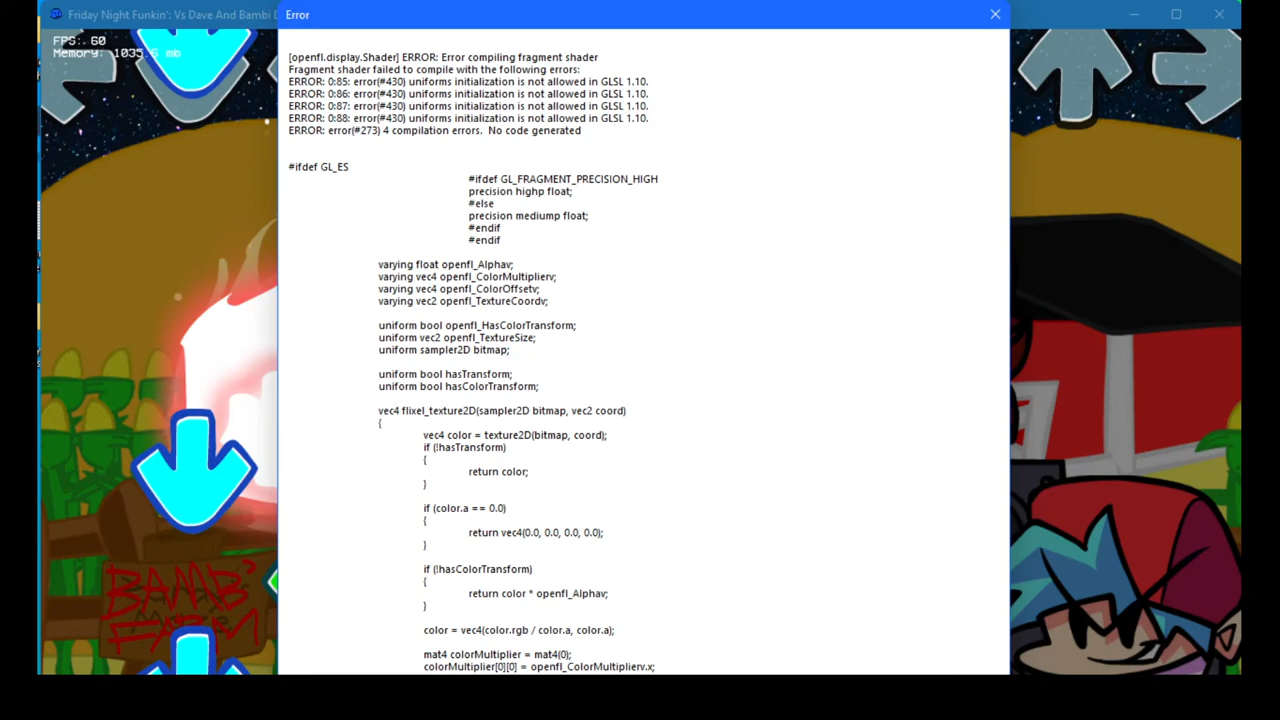 Friday Night Funkin': Vs Dave And Bambi D
Error
FPS: 60
Memory: 1035.6 mb
[openfl.display.Shader] ERROR: Error compiling fragment shader
Fragment shader failed to compile with the following errors:
ERROR: 0:85: error(#430) uniforms initialization is not allowed in GLSL 1.10.
ERROR: 0:86: error(#430) uniforms initialization is not allowed in GLSL 1.10.
ERROR: 0:87: error(#430) uniforms initialization is not allowed in GLSL 1.10.
ERROR: 0:88: error(#430) uniforms initialization is not allowed in GLSL 1.10.
ERROR: error(#273) 4 compilation errors.  No code generated
#ifdef GL_ES
#ifdef GL_FRAGMENT_PRECISION_HIGH
precision highp float;
#else
precision mediump float;
#endif
#endif
varying float openfl_Alphav;
varying vec4 openfl_ColorMultiplierv;
varying vec4 openfl_ColorOffsetv;
varying vec2 openfl_TextureCoordv;
uniform bool openfl_HasColorTransform;
uniform vec2 openfl_TextureSize;
uniform sampler2D bitmap;
uniform bool hasTransform;
uniform bool hasColorTransform;
vec4 flixel_texture2D(sampler2D bitmap, vec2 coord)
{
vec4 color = texture2D(bitmap, coord);
if (!hasTransform)
{
return color;
}
if (color.a == 0.0)
{
return vec4(0.0, 0.0, 0.0, 0.0);
}
if (!hasColorTransform)
{
return color * openfl_Alphav;
}
color = vec4(color.rgb / color.a, color.a);
mat4 colorMultiplier = mat4(0);
colorMultiplier[0][0] = openfl_ColorMultiplierv.x;
BAMB'
FARM